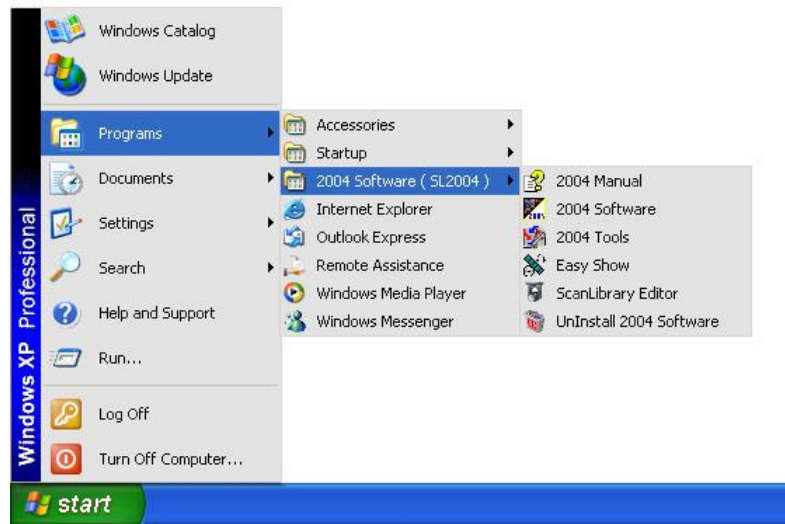 Windows Catalog
Windows Update
Programs
Documents
Settings
Search
Help and Support
Run...
Log Off
Turn Off Computer...
Windows XP Professional
start
Accessories
Startup
2004 Software ( SL2004 )
Internet Explorer
Outlook Express
Remote Assistance
Windows Media Player
Windows Messenger
2004 Manual
2004 Software
2004 Tools
Easy Show
ScanLibrary Editor
UnInstall 2004 Software